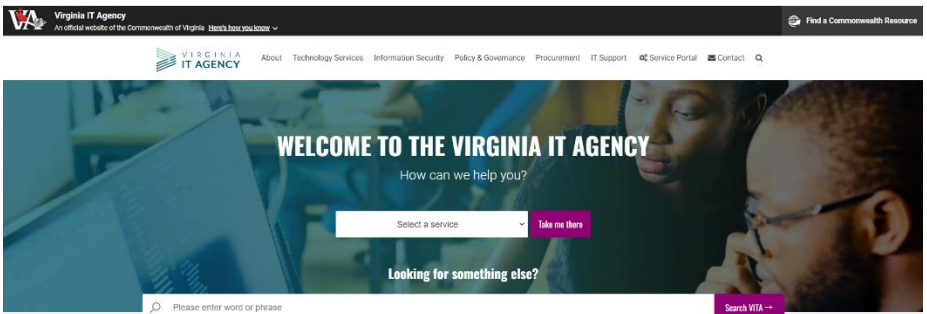 Virginia IT Agency
An official website of the Commonwealth of Virginia Here's how you know
Find a Commonwealth Resource
VIRGINIA
IT AGENCY
About Technology Services Information Security Policy & Governance Procurement IT Support Service Portal Contact
WELCOME TO THE VIRGINIA IT AGENCY
How can we help you?
Select a service
Take me there
Looking for something else?
Please enter word or phrase
Search VITA →